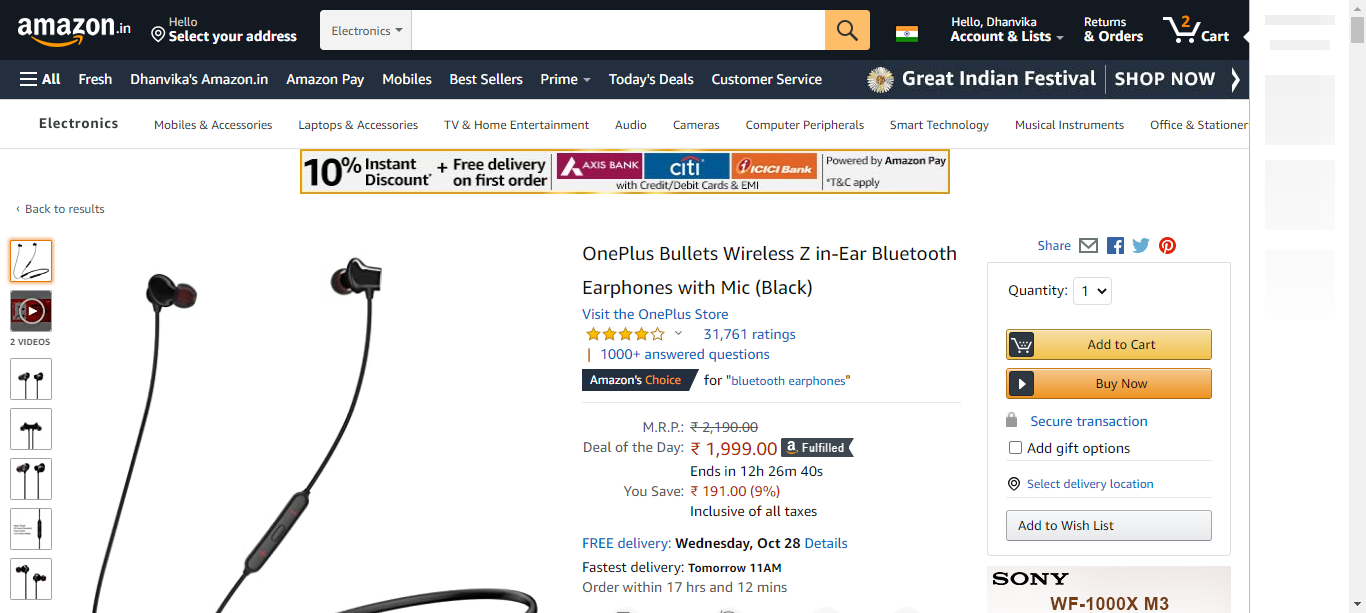 amazon.in
Hello
Select your address
Electronics
Hello, Dhanvika
Account & Lists
Returns
& Orders
2
Cart
All
Fresh
Dhanvika's Amazon.in
Amazon Pay
Mobiles
Best Sellers
Prime
Today's Deals
Customer Service
Great Indian Festival
SHOP NOW
Electronics
Mobiles & Accessories
Laptops & Accessories
TV & Home Entertainment
Audio
Cameras
Computer Peripherals
Smart Technology
Musical Instruments
Office & Stationer
10% Instant Discount* + Free delivery on first order
AXIS BANK
citi
ICICI Bank
with Credit/Debit Cards & EMI
Powered by Amazon Pay
*T&C apply
‹ Back to results
2 VIDEOS
OnePlus Bullets Wireless Z in-Ear Bluetooth
Earphones with Mic (Black)
Visit the OnePlus Store
31,761 ratings
| 1000+ answered questions
Amazon's Choice for "bluetooth earphones"
M.R.P.: ₹ 2,190.00
Deal of the Day: ₹ 1,999.00 a Fulfilled
Ends in 12h 26m 40s
You Save: ₹ 191.00 (9%)
Inclusive of all taxes
FREE delivery: Wednesday, Oct 28 Details
Fastest delivery: Tomorrow 11AM
Order within 17 hrs and 12 mins
Share
Quantity: 1
Add to Cart
Buy Now
Secure transaction
Add gift options
Select delivery location
Add to Wish List
SONY
WF-1000X M3